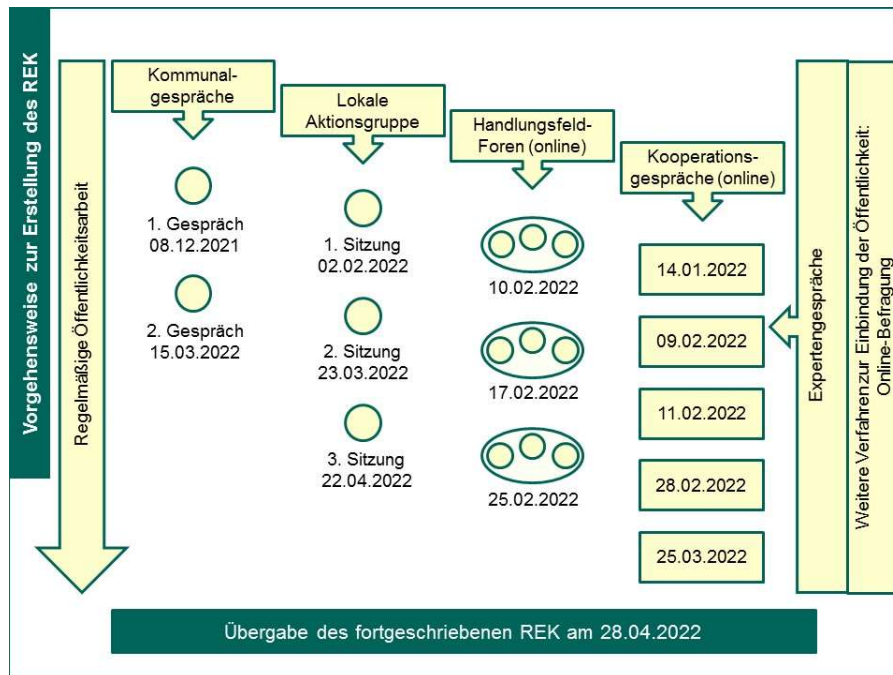 Vorgehensweise zur Erstellung des REK
Regelmäßige Öffentlichkeitsarbeit
Kommunal-
gespräche
1. Gespräch
08.12.2021
2. Gespräch
15.03.2022
Lokale
Aktionsgruppe
1. Sitzung
02.02.2022
2. Sitzung
23.03.2022
3. Sitzung
22.04.2022
Handlungsfeld-
Foren (online)
10.02.2022
17.02.2022
25.02.2022
Kooperations-
gespräche (online)
14.01.2022
09.02.2022
11.02.2022
28.02.2022
25.03.2022
Expertengespräche
Weitere Verfahren zur Einbindung der Öffentlichkeit:
Online-Befragung
Übergabe des fortgeschriebenen REK am 28.04.2022